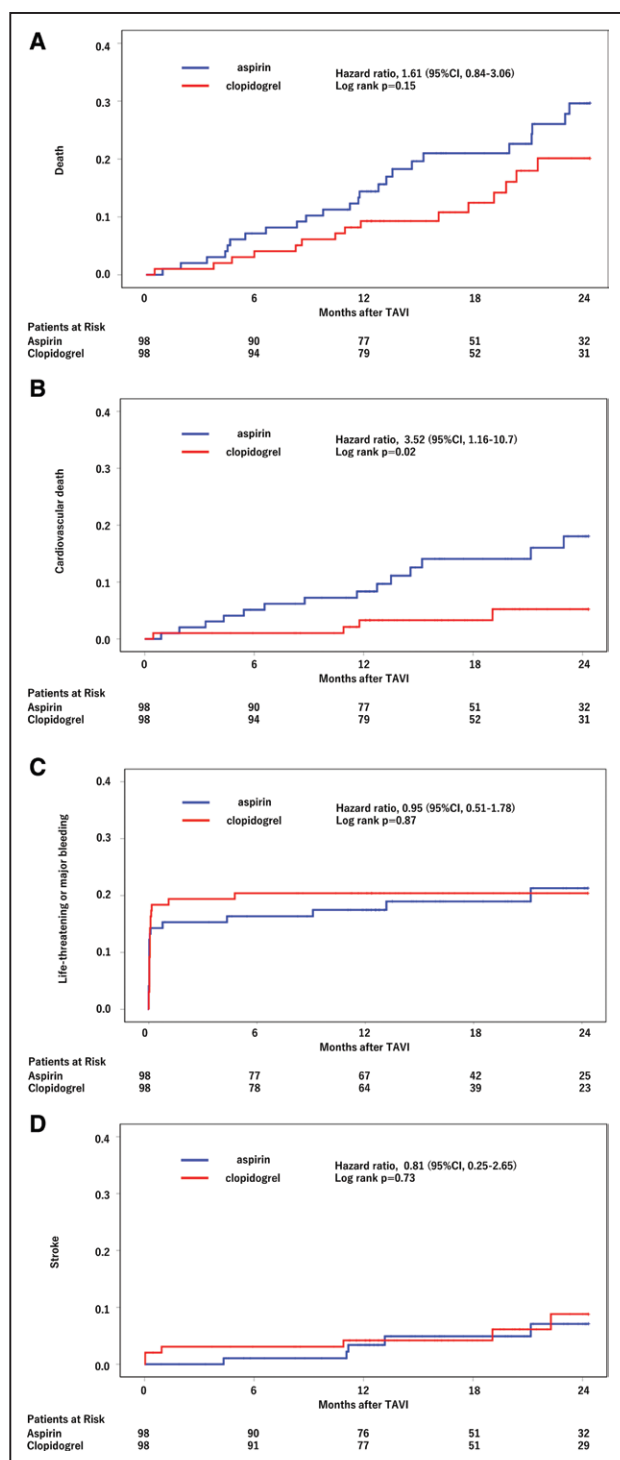 A
aspirin
clopidogrel
Hazard ratio, 1.61 (95%CI, 0.84-3.06)
Log rank p=0.15
0.4
0.3
0.2
0.1
0.0
Death
0 6 12 18 24
Months after TAVI
Patients at Risk
Aspirin 98 90 77 51 32
Clopidogrel 98 94 79 52 31
B
aspirin
clopidogrel
Hazard ratio, 3.52 (95%CI, 1.16-10.7)
Log rank p=0.02
0.4
0.3
0.2
0.1
0.0
Cardiovascular death
0 6 12 18 24
Months after TAVI
Patients at Risk
Aspirin 98 90 77 51 32
Clopidogrel 98 94 79 52 31
C
aspirin
clopidogrel
Hazard ratio, 0.95 (95%CI, 0.51-1.78)
Log rank p=0.87
0.4
0.3
0.2
0.1
0.0
Life-threatening or major bleeding
0 6 12 18 24
Months after TAVI
Patients at Risk
Aspirin 98 77 67 42 25
Clopidogrel 98 78 64 39 23
D
aspirin
clopidogrel
Hazard ratio, 0.81 (95%CI, 0.25-2.65)
Log rank p=0.73
0.4
0.3
0.2
0.1
0.0
Stroke
0 6 12 18 24
Months after TAVI
Patients at Risk
Aspirin 98 90 76 51 32
Clopidogrel 98 91 77 51 29